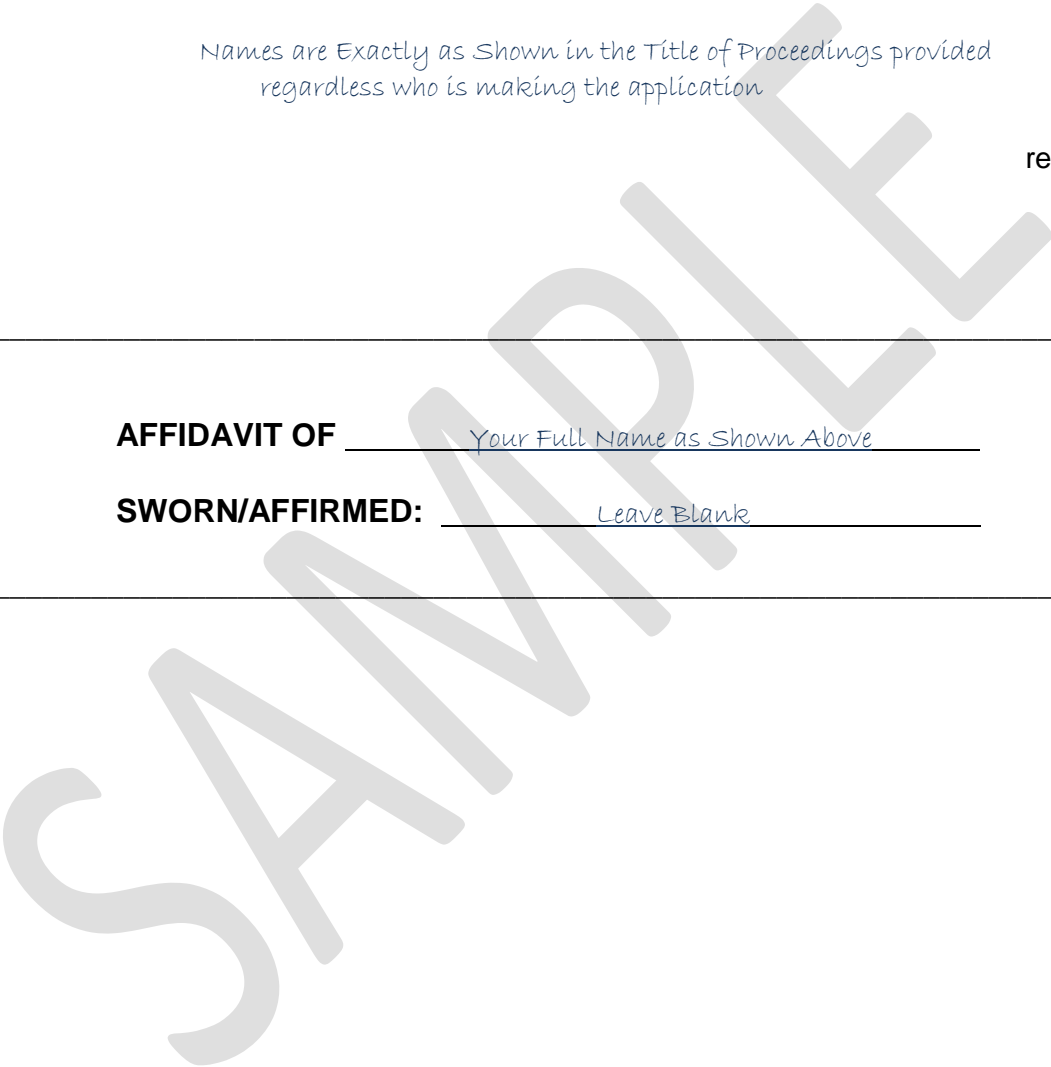 Names are Exactly as Shown in the Title of Proceedings provided
regardless who is making the application
re
AFFIDAVIT OF Your Full Name as Shown Above
SWORN/AFFIRMED: Leave Blank
SAMPLE